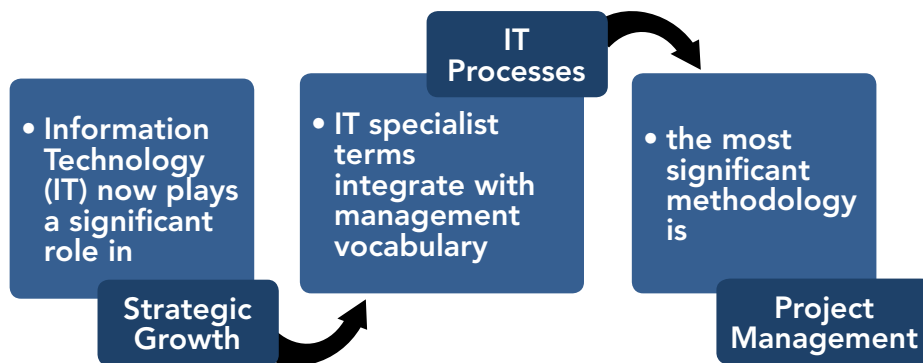 • Information
Technology
(IT) now plays
a significant
role in
Strategic
Growth
IT
Processes
• IT specialist
terms
integrate with
management
vocabulary
• the most
significant
methodology
is
Project
Management